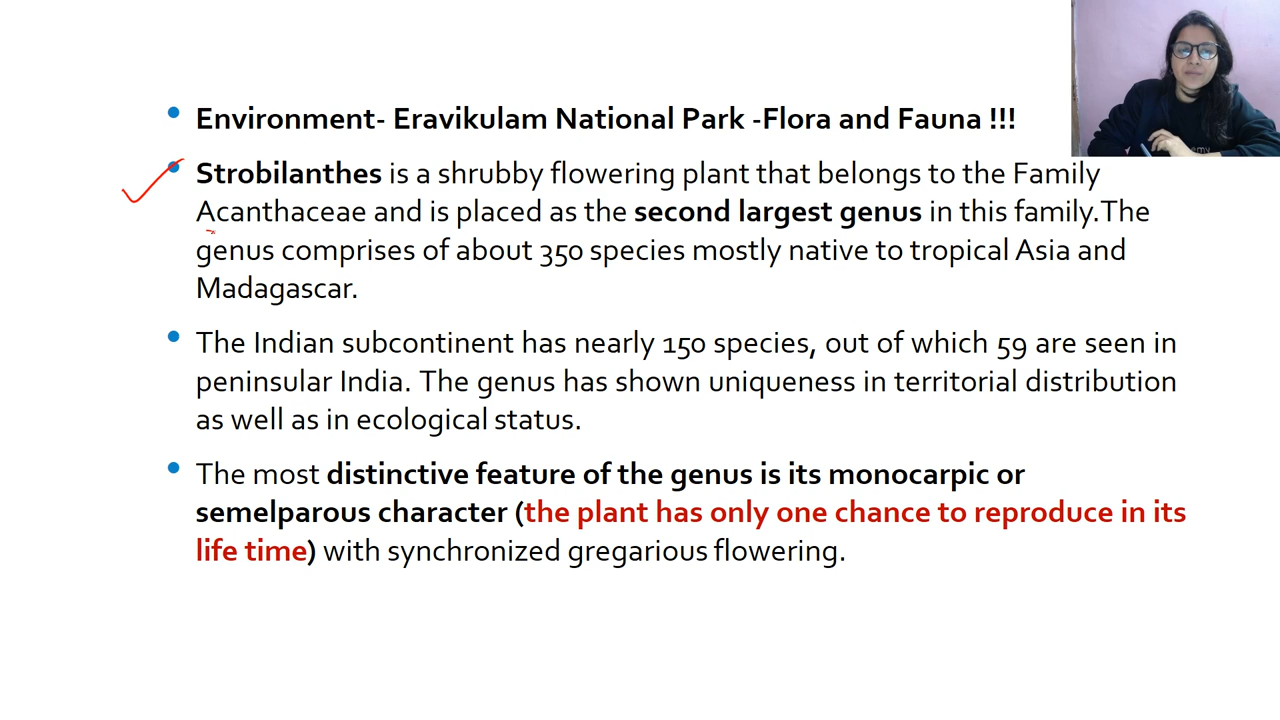 Environment- Eravikulam National Park -Flora and Fauna !!!
Strobilanthes is a shrubby flowering plant that belongs to the Family
Acanthaceae and is placed as the second largest genus in this family.The
genus comprises of about 350 species mostly native to tropical Asia and
Madagascar.
The Indian subcontinent has nearly 150 species, out of which 59 are seen in
peninsular India. The genus has shown uniqueness in territorial distribution
as well as in ecological status.
The most distinctive feature of the genus is its monocarpic or
semelparous character (the plant has only one chance to reproduce in its
life time) with synchronized gregarious flowering.